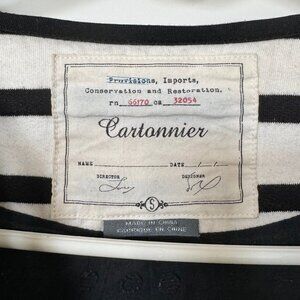 Provisions, Imports,
Conservation and Restoration.
rn 66170 ca 32054
Cartonnier
NAME DATE / /
DIRECTOR DESIGNER
S
MADE IN CHINA
FABRIQUÉ EN CHINE